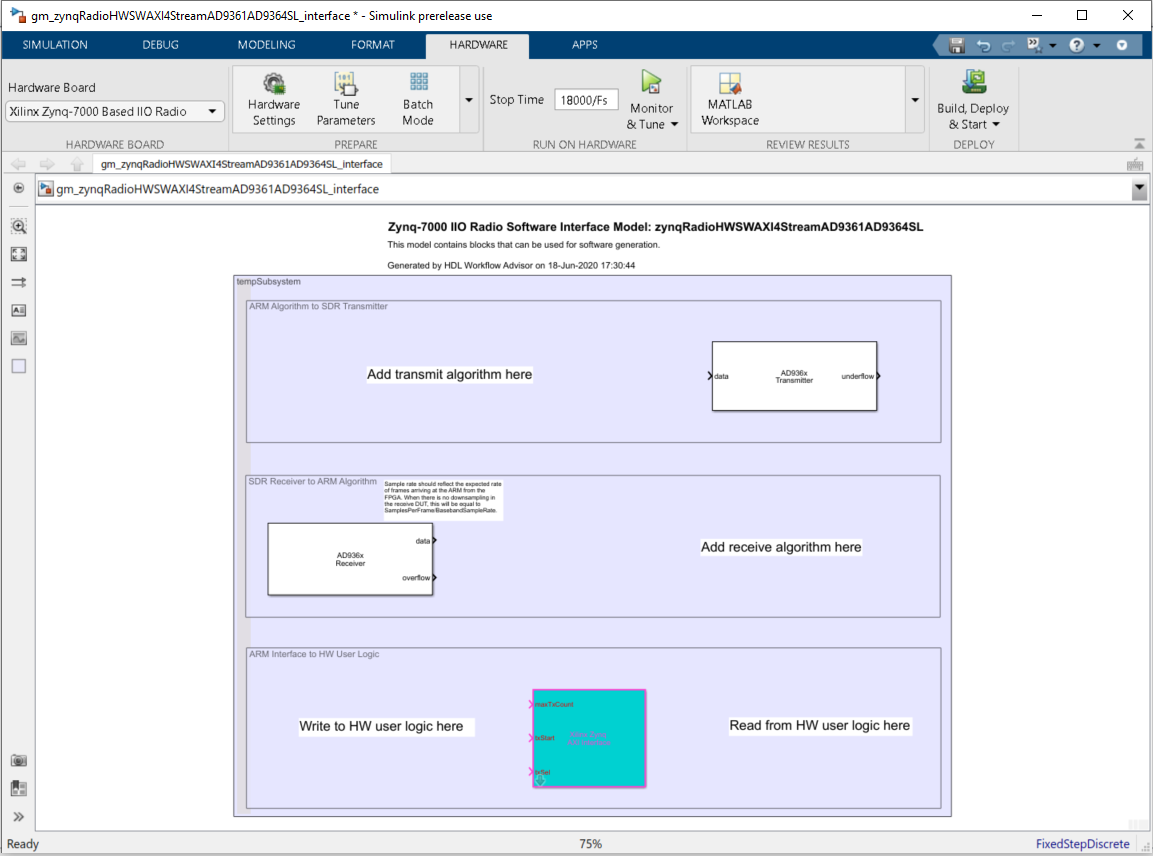 gm_zynqRadioHWSWAXI4StreamAD9361AD9364SL_interface * - Simulink prerelease use
SIMULATION DEBUG MODELING FORMAT HARDWARE APPS
Hardware Board
Xilinx Zynq-7000 Based IIO Radio
Hardware
Settings
Tune
Parameters
Batch
Mode
Stop Time 18000/Fs
Monitor
& Tune
MATLAB
Workspace
Build, Deploy
& Start
HARDWARE BOARD PREPARE RUN ON HARDWARE REVIEW RESULTS DEPLOY
gm_zynqRadioHWSWAXI4StreamAD9361AD9364SL_interface
gm_zynqRadioHWSWAXI4StreamAD9361AD9364SL_interface
Zynq-7000 IIO Radio Software Interface Model: zynqRadioHWSWAXI4StreamAD9361AD9364SL
This model contains blocks that can be used for software generation.
Generated by HDL Workflow Advisor on 18-Jun-2020 17:30:44
tempSubsystem
ARM Algorithm to SDR Transmitter
Add transmit algorithm here
data
AD936x
Transmitter
underflow
SDR Receiver to ARM Algorithm
Sample rate should reflect the expected rate
of frames arriving at the ARM from the
FPGA. When there is no downsampling in
the receive DUT, this will be equal to
SamplesPerFrame/BasebandSampleRate.
AD936x
Receiver
data
overflow
Add receive algorithm here
ARM Interface to HW User Logic
Write to HW user logic here
maxTxCount
txStart
Read from HW user logic here
Ready 75% FixedStepDiscrete